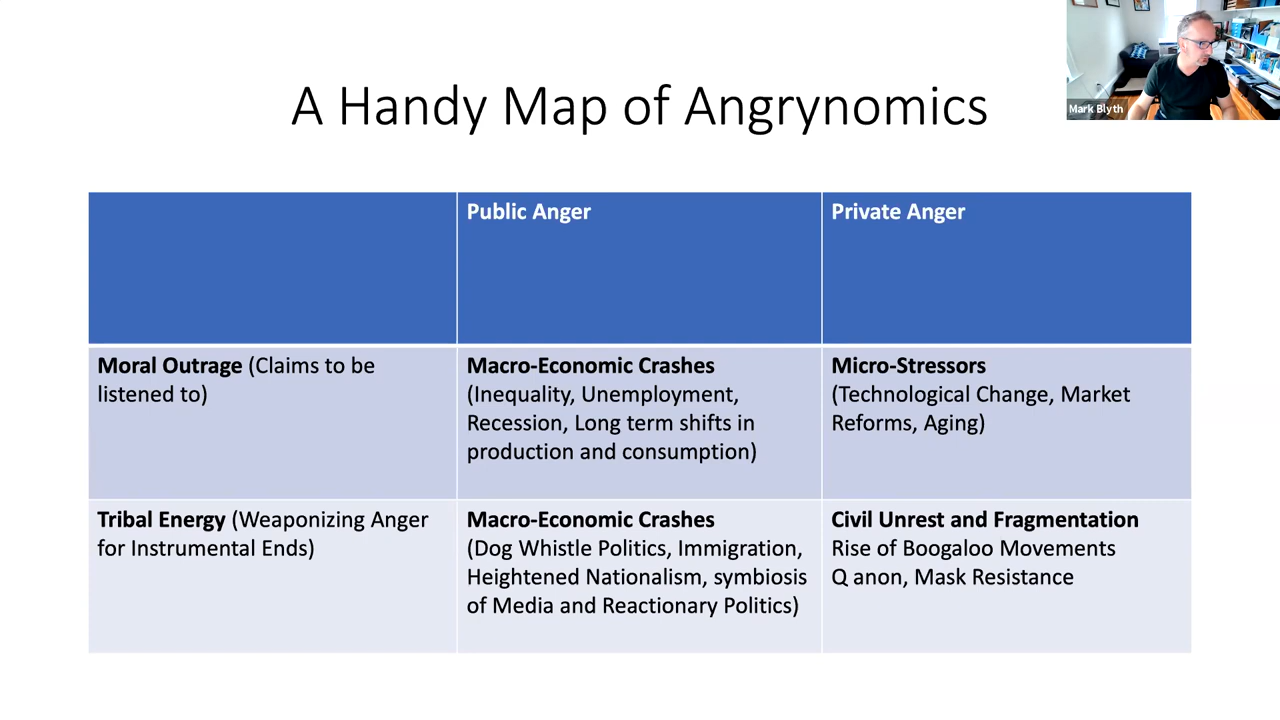 Mark Blyth
A Handy Map of Angrynomics
Public Anger
Private Anger
Moral Outrage (Claims to be
listened to)
Macro-Economic Crashes
(Inequality, Unemployment,
Recession, Long term shifts in
production and consumption)
Micro-Stressors
(Technological Change, Market
Reforms, Aging)
Tribal Energy (Weaponizing Anger
for Instrumental Ends)
Macro-Economic Crashes
(Dog Whistle Politics, Immigration,
Heightened Nationalism, symbiosis
of Media and Reactionary Politics)
Civil Unrest and Fragmentation
Rise of Boogaloo Movements
Q anon, Mask Resistance